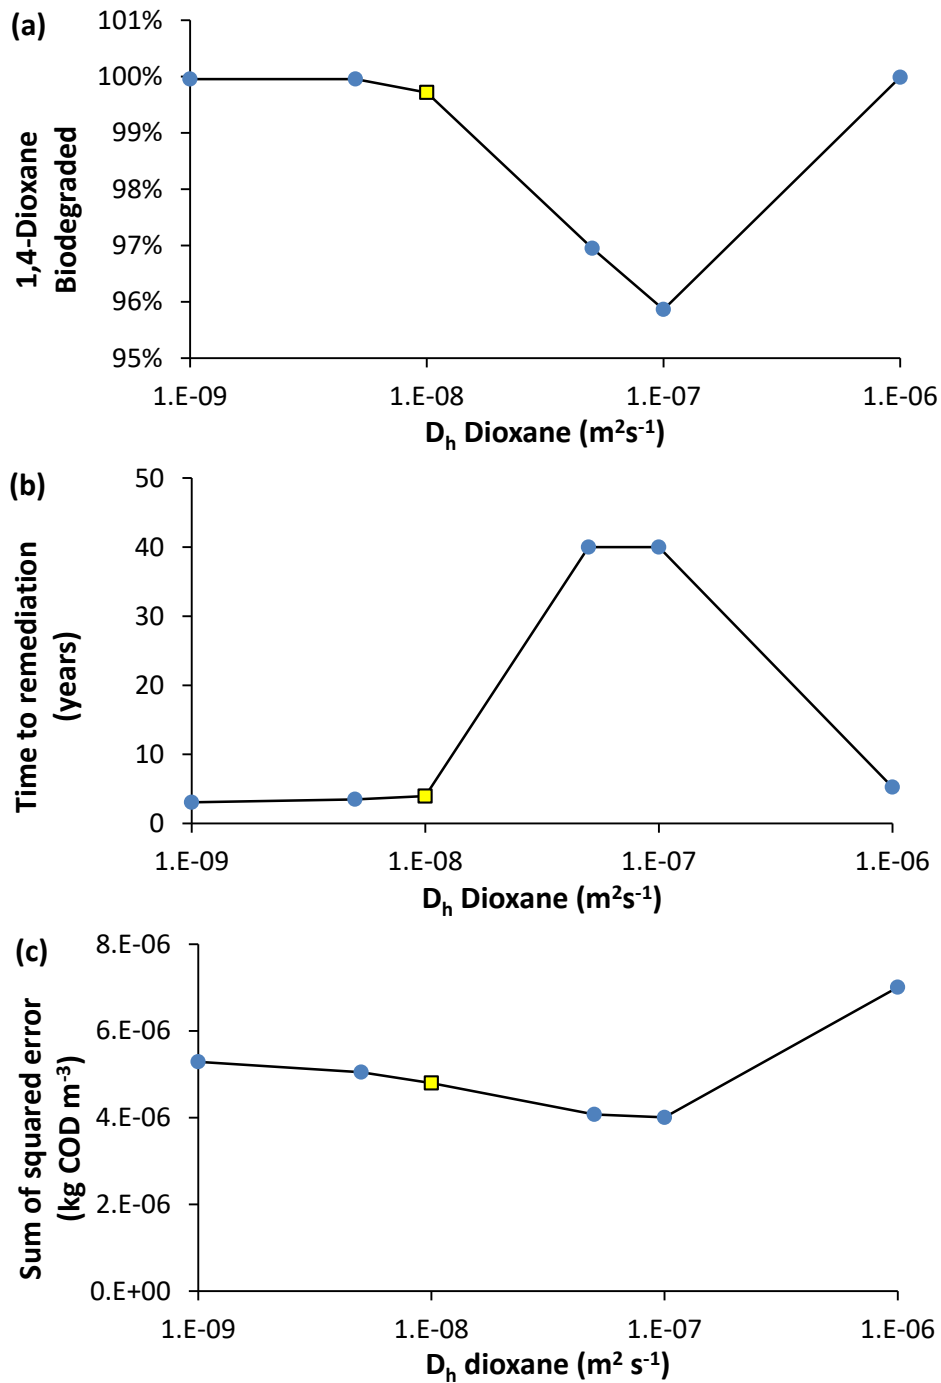 (a)
101%
100%
99%
98%
97%
96%
95%
1,4-Dioxane
Biodegraded
1.E-09 1.E-08 1.E-07 1.E-06
Dₕ Dioxane (m²s⁻¹)
(b)
50
40
30
20
10
0
Time to remediation
(years)
1.E-09 1.E-08 1.E-07 1.E-06
Dₕ Dioxane (m²s⁻¹)
(c)
8.E-06
6.E-06
4.E-06
2.E-06
0.E+00
Sum of squared error
(kg COD m⁻³)
1.E-09 1.E-08 1.E-07 1.E-06
Dₕ dioxane (m² s⁻¹)